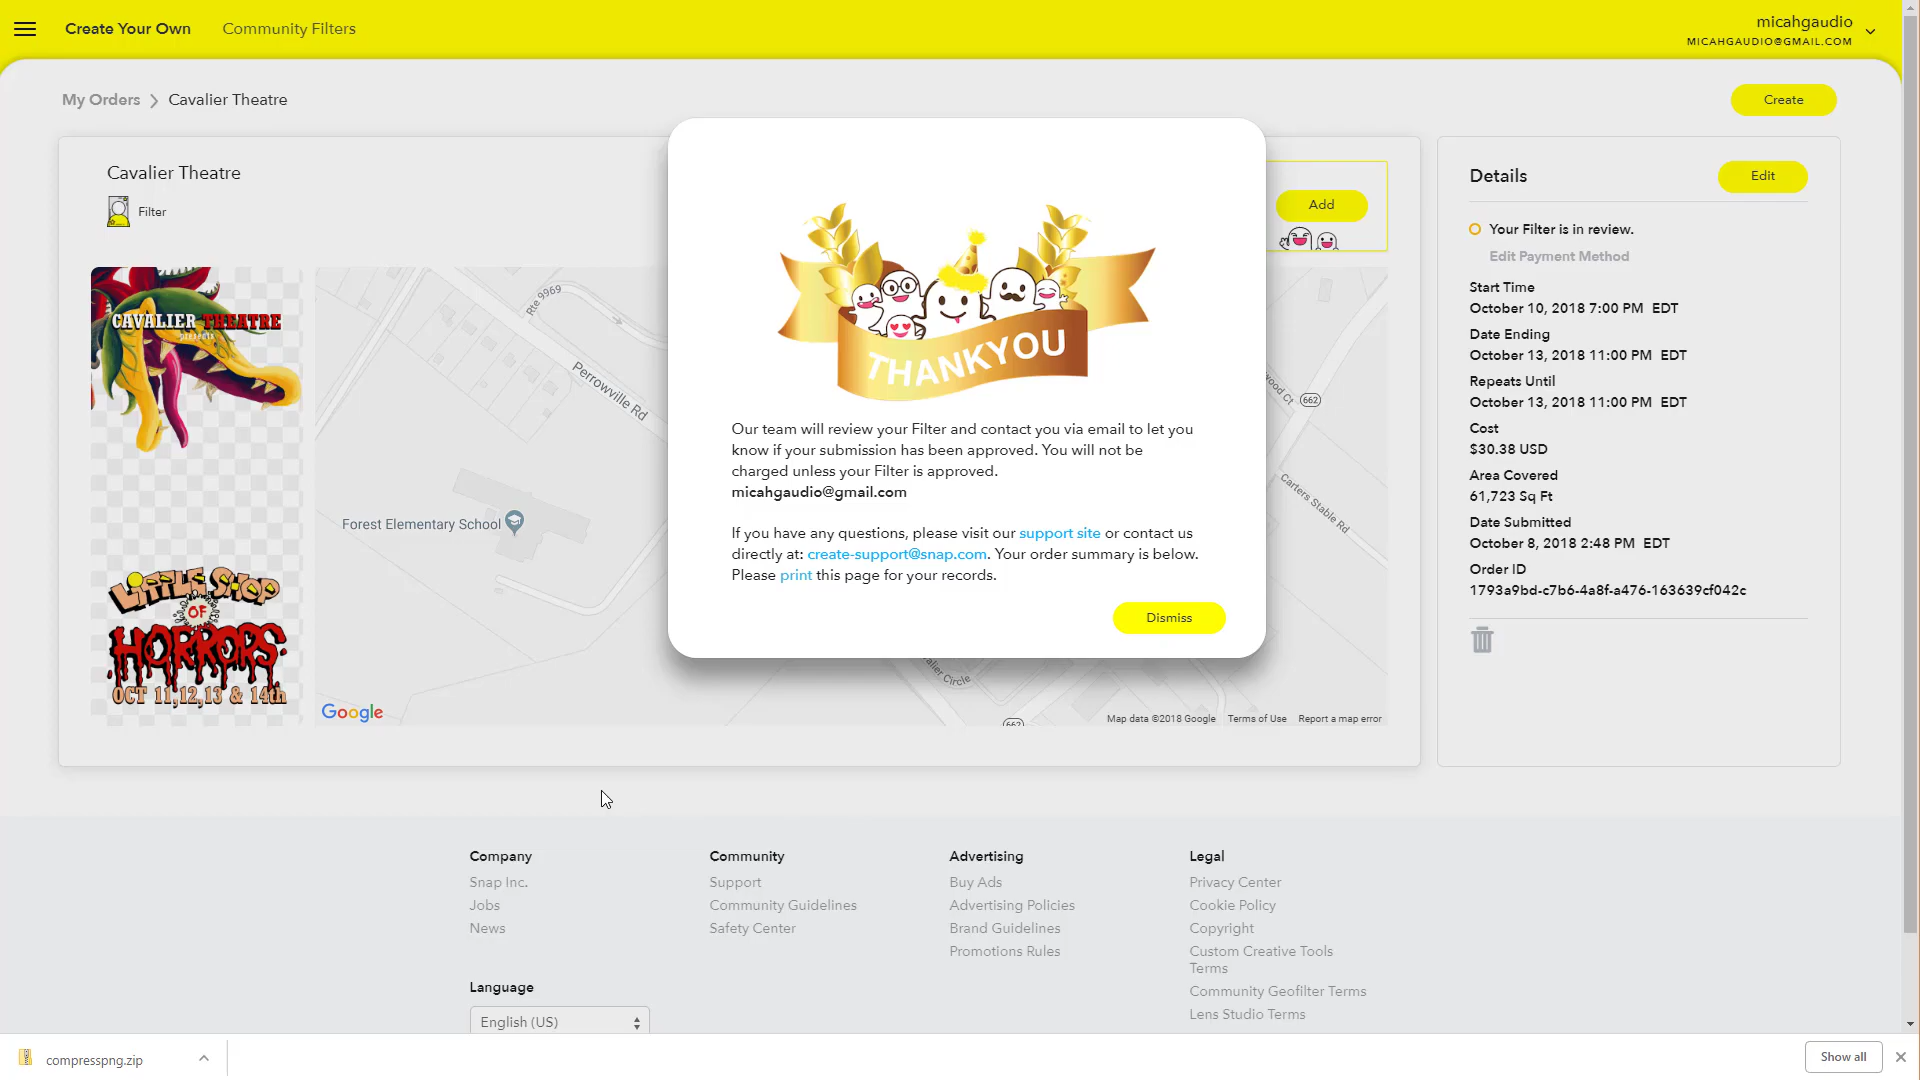 Create Your Own
Community Filters
micahgaudio
MICAHGAUDIO@GMAIL.COM
My Orders
Cavalier Theatre
Create
Cavalier Theatre
Filter
Add
CAVALIER THEATRE
PRESENTS
LITTLE SHOP
OF
HORRORS
OCT 11,12,13 & 14th
Rte 9969
Perrowville Rd
Forest Elementary School
662
Carters Stable Rd
662
Google
Map data ©2018 Google
Terms of Use
Report a map error
THANKYOU
Our team will review your Filter and contact you via email to let you
know if your submission has been approved. You will not be
charged unless your Filter is approved.
micahgaudio@gmail.com
If you have any questions, please visit our support site or contact us
directly at: create-support@snap.com. Your order summary is below.
Please print this page for your records.
Dismiss
Details
Edit
Your Filter is in review.
Edit Payment Method
Start Time
October 10, 2018 7:00 PM EDT
Date Ending
October 13, 2018 11:00 PM EDT
Repeats Until
October 13, 2018 11:00 PM EDT
Cost
$30.38 USD
Area Covered
61,723 Sq Ft
Date Submitted
October 8, 2018 2:48 PM EDT
Order ID
1793a9bd-c7b6-4a8f-a476-163639cf042c
Company
Snap Inc.
Jobs
News
Community
Support
Community Guidelines
Safety Center
Advertising
Buy Ads
Advertising Policies
Brand Guidelines
Promotions Rules
Legal
Privacy Center
Cookie Policy
Copyright
Custom Creative Tools
Terms
Community Geofilter Terms
Lens Studio Terms
Language
English (US)
compresspng.zip
Show all